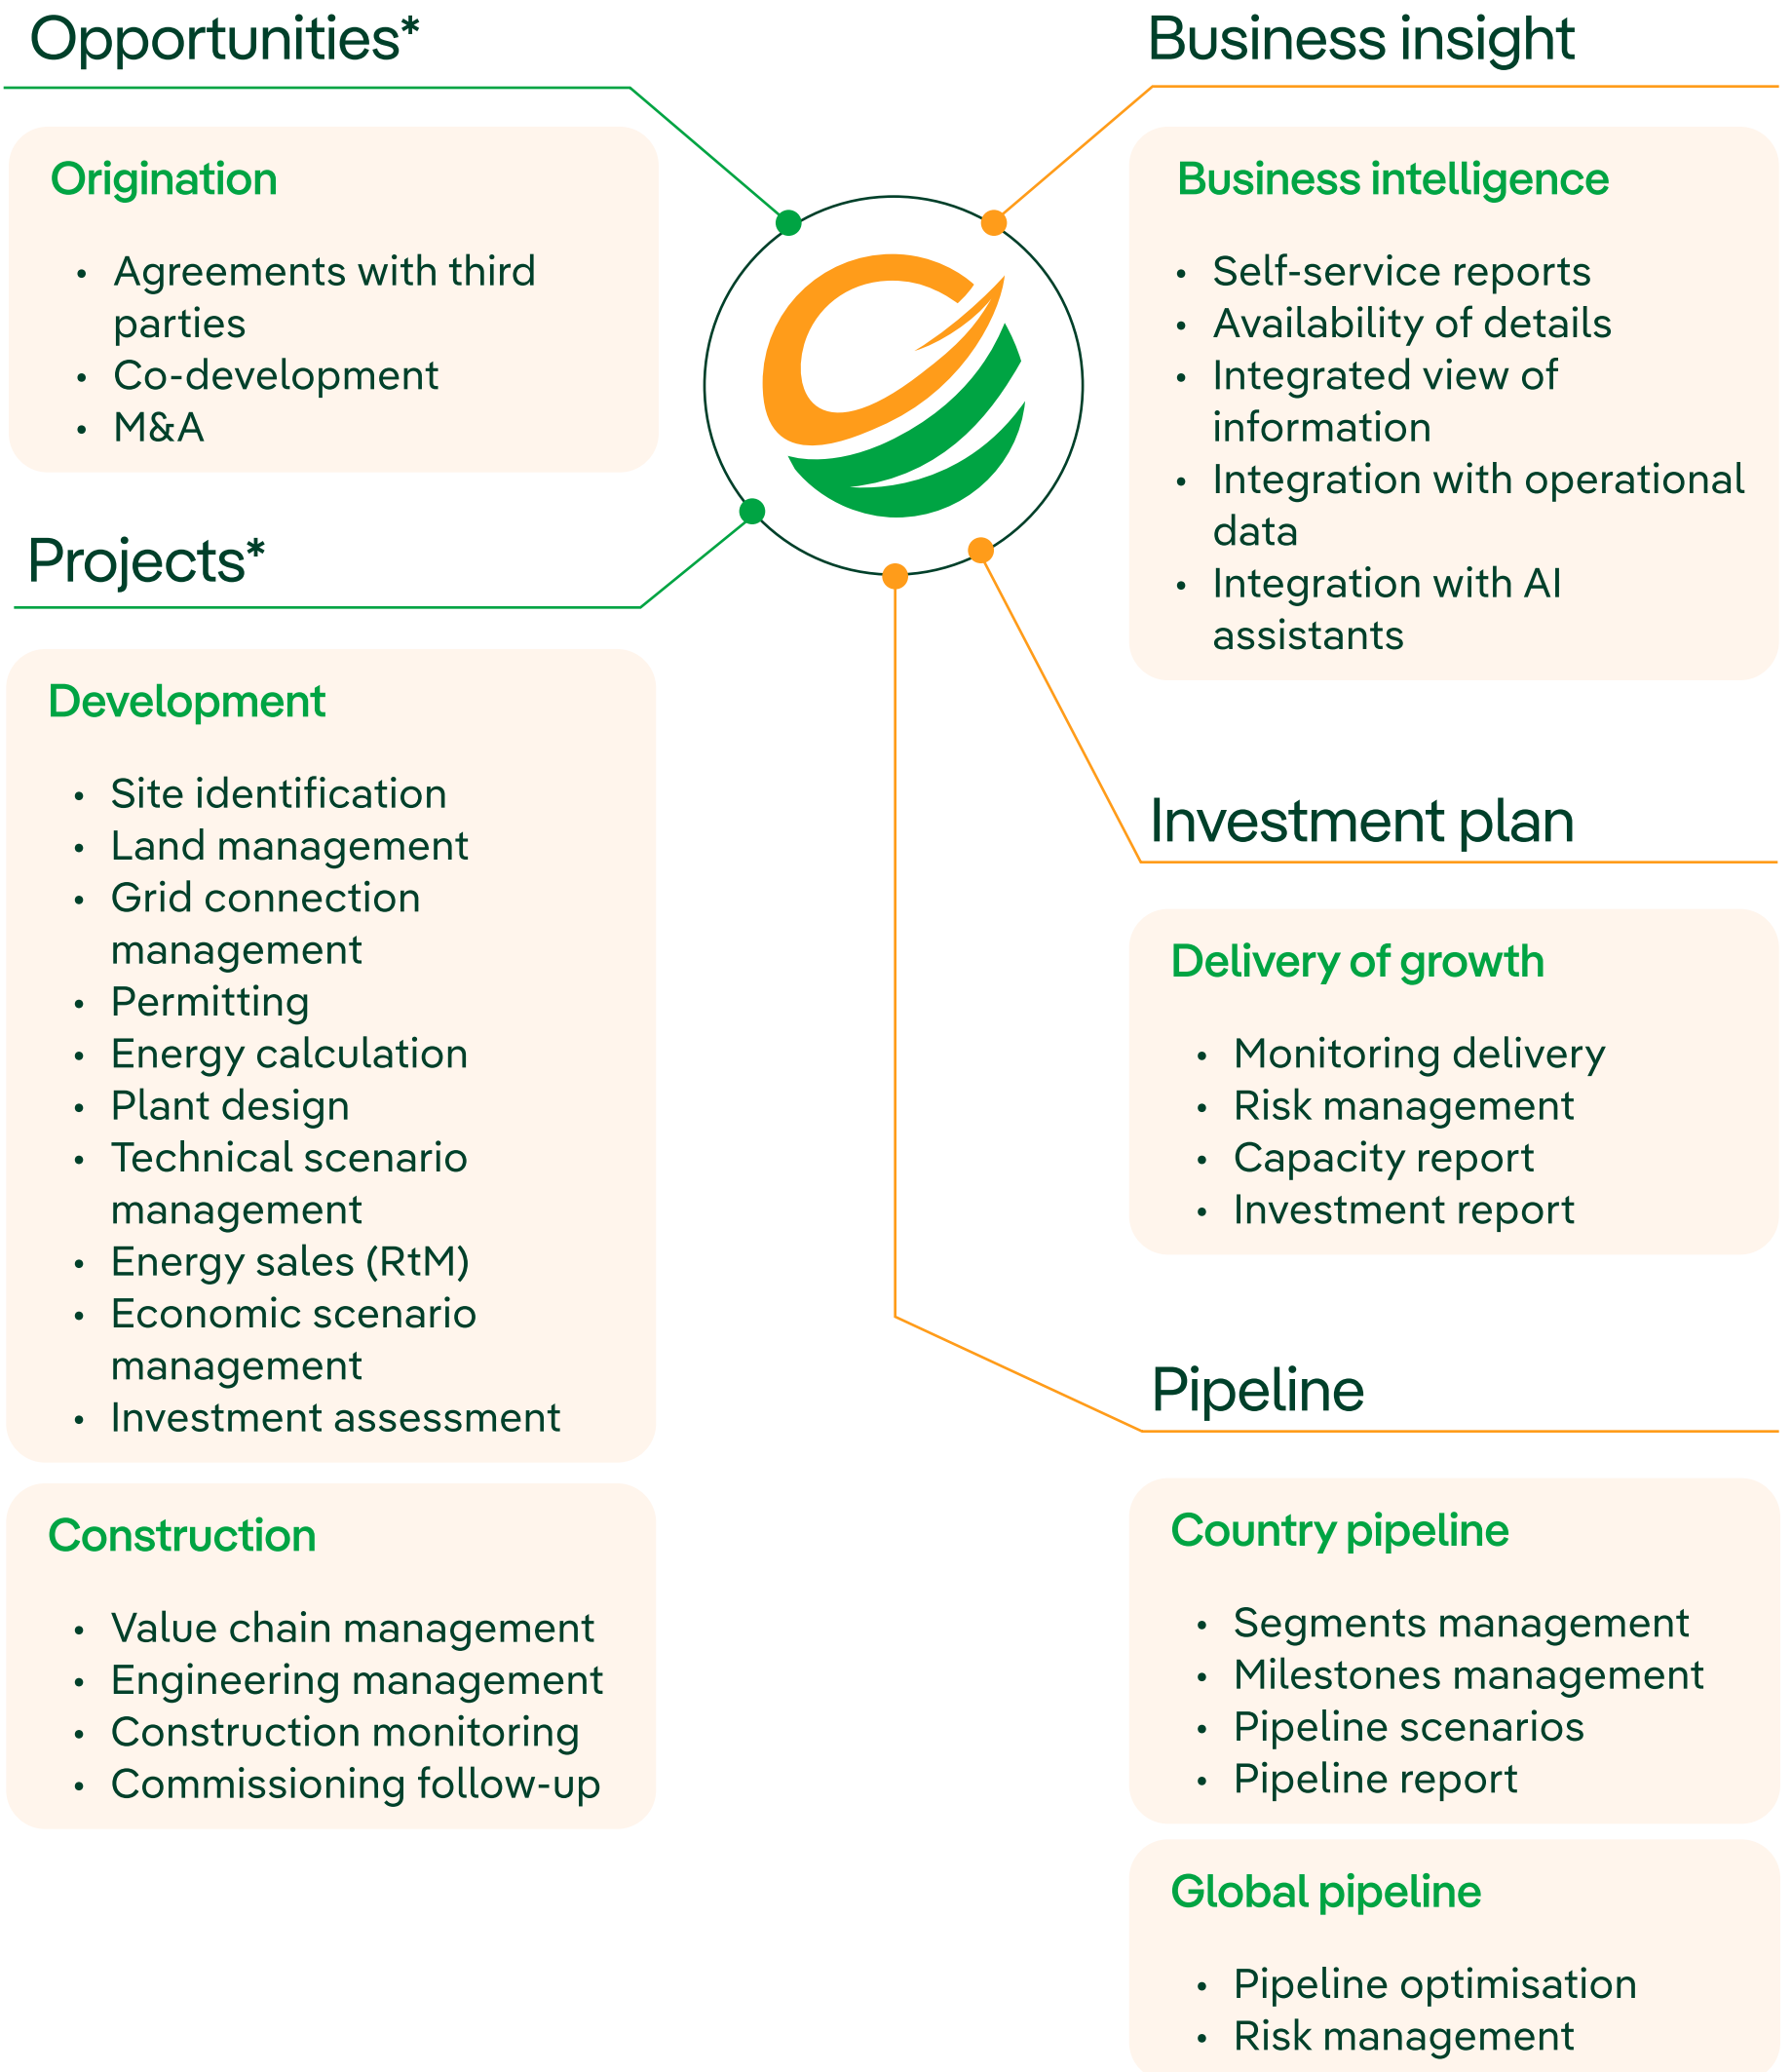 Opportunities*
Origination
• Agreements with third
parties
• Co-development
• M&A
Projects*
Development
• Site identification
• Land management
• Grid connection
management
• Permitting
• Energy calculation
• Plant design
• Technical scenario
management
• Energy sales (RtM)
• Economic scenario
management
• Investment assessment
Construction
• Value chain management
• Engineering management
• Construction monitoring
• Commissioning follow-up
Business insight
Business intelligence
• Self-service reports
• Availability of details
• Integrated view of
information
• Integration with operational
data
• Integration with AI
assistants
Investment plan
Delivery of growth
• Monitoring delivery
• Risk management
• Capacity report
• Investment report
Pipeline
Country pipeline
• Segments management
• Milestones management
• Pipeline scenarios
• Pipeline report
Global pipeline
• Pipeline optimisation
• Risk management